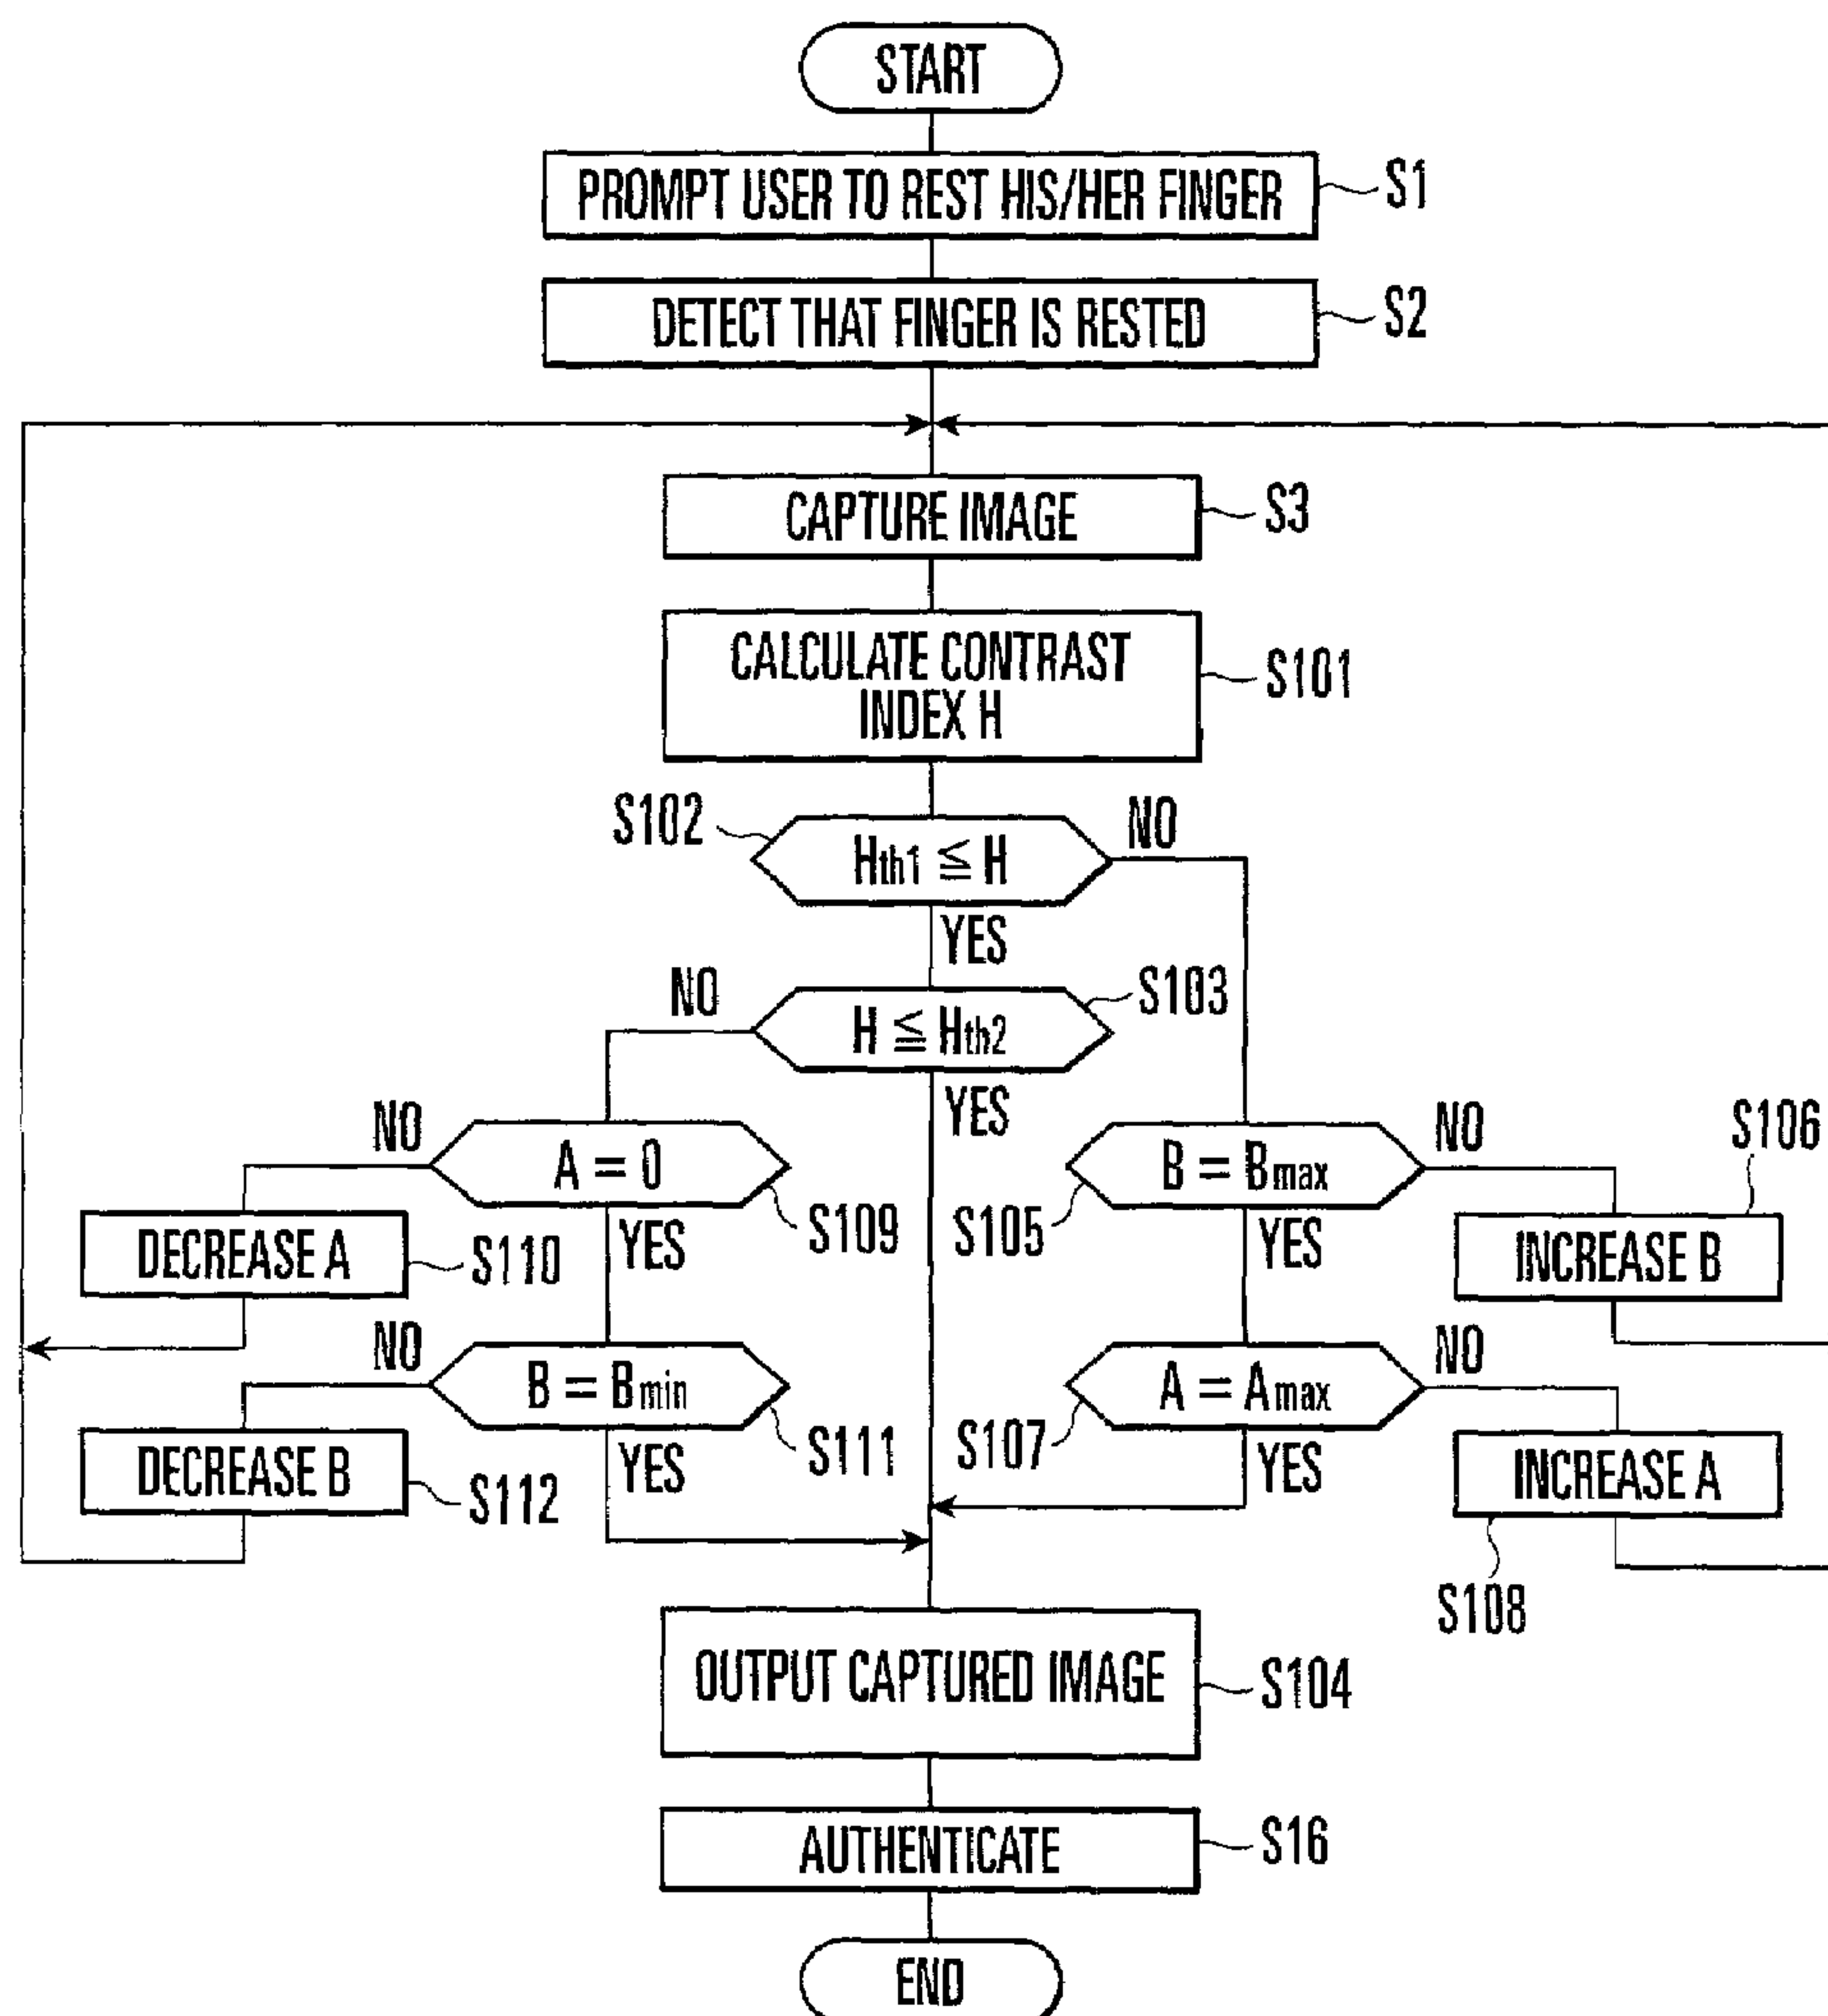 START
PROMPT USER TO REST HIS/HER FINGER
S1
DETECT THAT FINGER IS RESTED
S2
CAPTURE IMAGE
S3
CALCULATE CONTRAST
INDEX H
S101
S102
Hth1 ≦ H
NO
YES
NO
H ≦ Hth2
S103
YES
NO
A = 0
S109
YES
B = Bmax
S105
NO
YES
S106
DECREASE A
S110
INCREASE B
NO
B = Bmin
S111
YES
A = Amax
S107
NO
YES
DECREASE B
S112
INCREASE A
S108
OUTPUT CAPTURED IMAGE
S104
AUTHENTICATE
S16
END